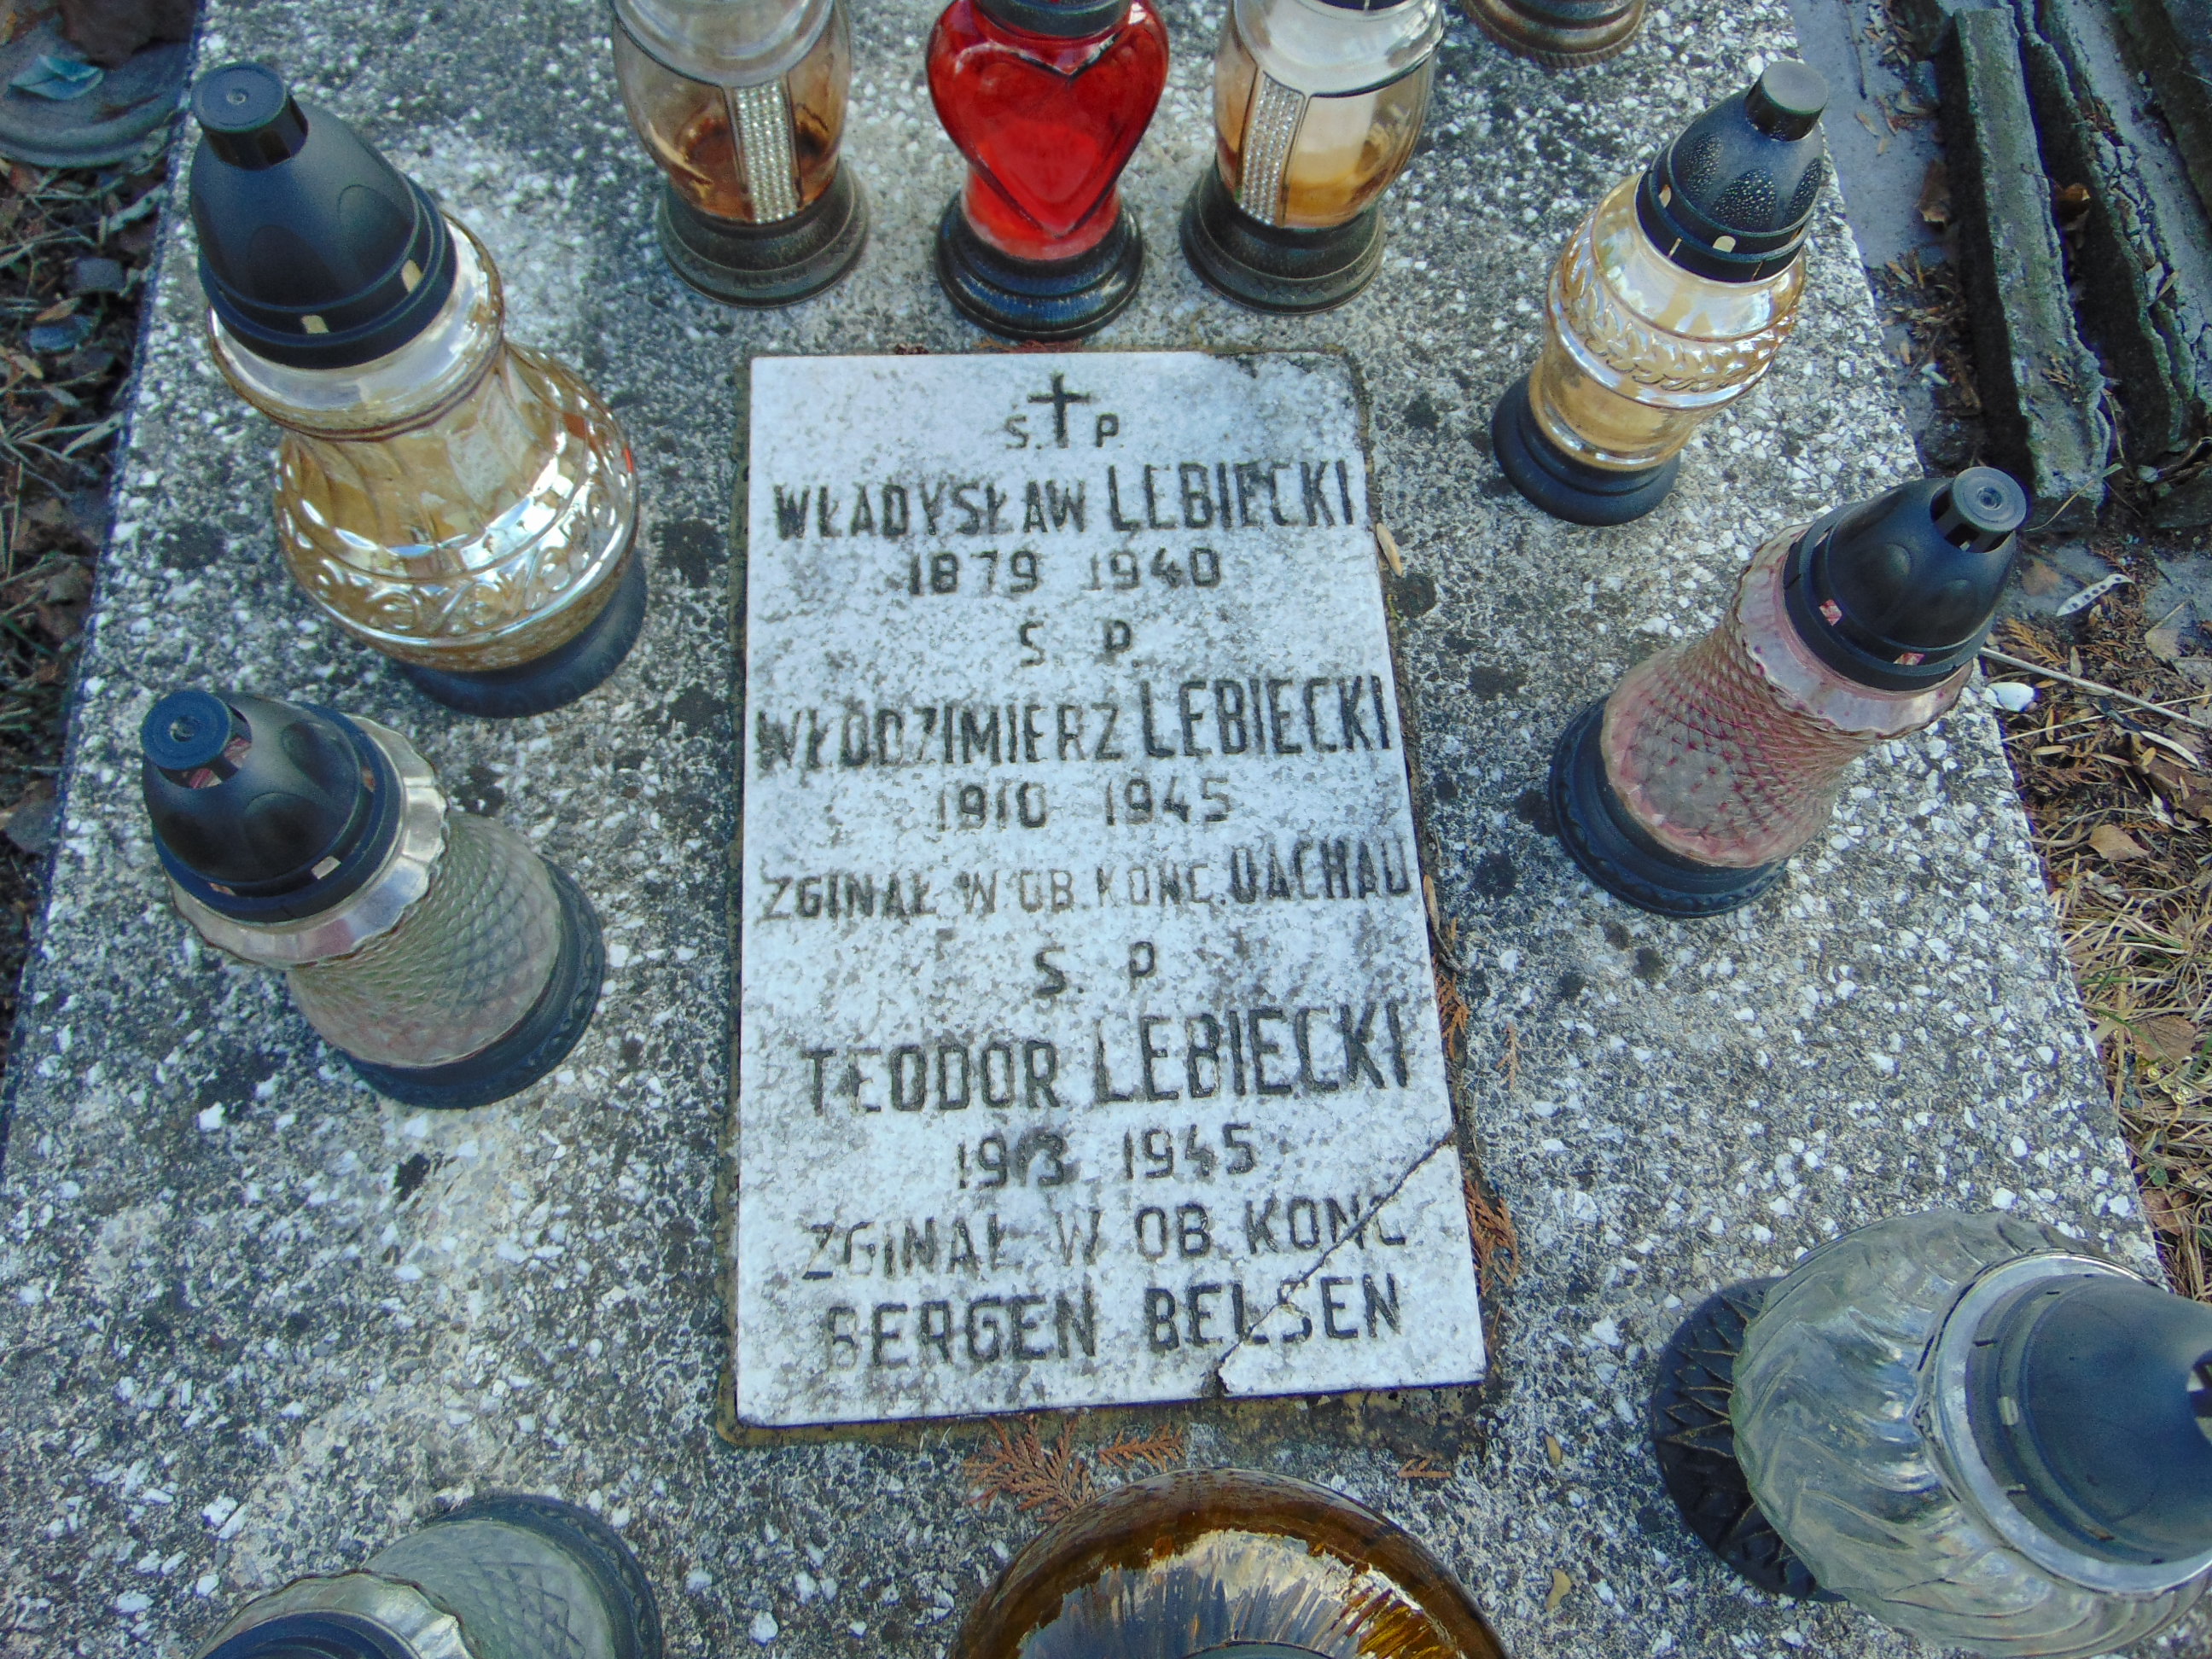 S. P.
WŁADYSŁAW LEBIECKI
1879 1940
S P.
WŁODZIMIERZ LEBIECKI
1910 1945
ZGINĄŁ W OB. KONC. DACHAU
S. P
TEODOR LEBIECKI
1913 1945
ZGINĄŁ W OB. KONC
BERGEN BELSEN